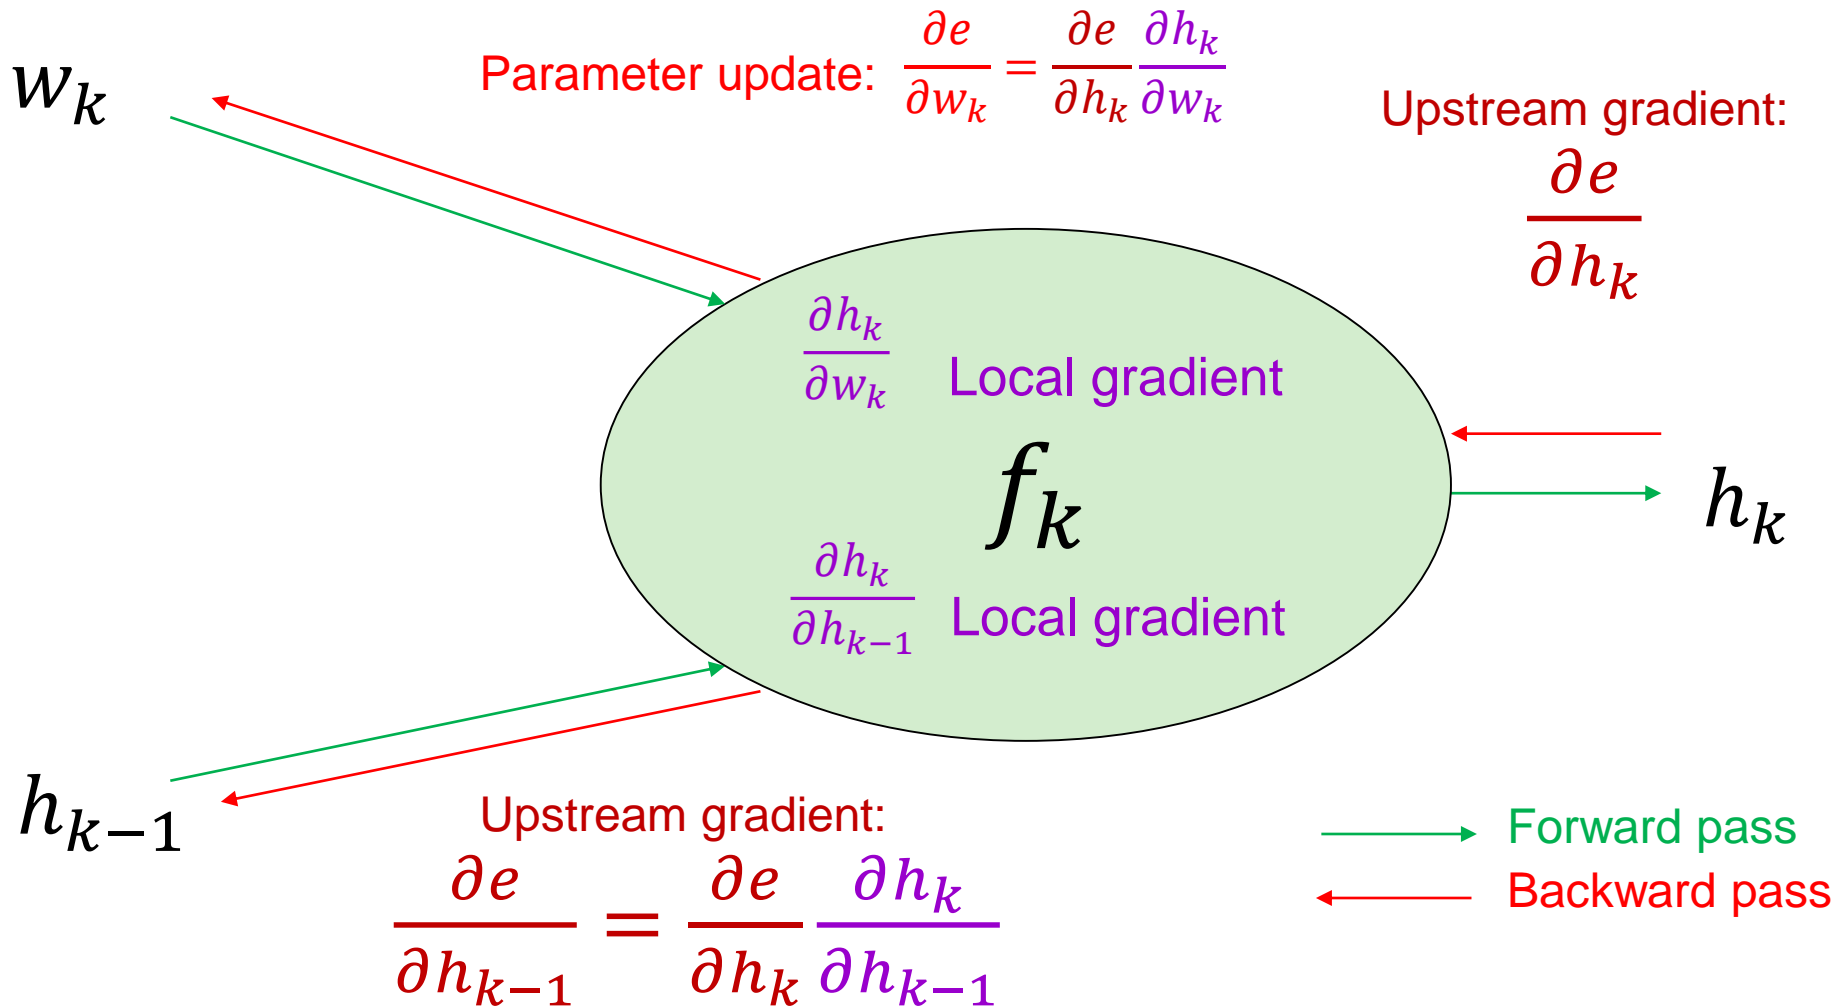 w_k
Parameter update: ∂e/∂w_k = ∂e/∂h_k ∂h_k/∂w_k
Upstream gradient:
∂e/∂h_k
∂h_k/∂w_k Local gradient
f_k
h_k
∂h_k/∂h_{k−1} Local gradient
h_{k−1}
Upstream gradient:
∂e/∂h_{k−1} = ∂e/∂h_k ∂h_k/∂h_{k−1}
Forward pass
Backward pass